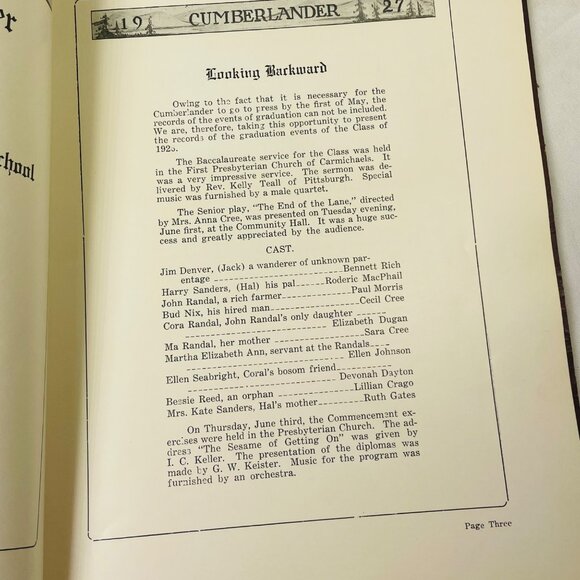 er
chool
19 CUMBERLANDER 27
Looking Backward
Owing to the fact that it is necessary for the
Cumberlander to go to press by the first of May, the
records of the events of graduation can not be included.
We are, therefore, taking this opportunity to present
the records of the graduation events of the Class of
The Baccalaureate service for the Class was held
in the First Presbyterian Church of Carmichaels. It
was a very impressive service. The sermon was de-
livered by Rev. Kelly Teall of Pittsburgh. Special
music was furnished by a male quartet.
The Senior play, "The End of the Lane," directed
by Mrs. Anna Cree, was presented on Tuesday evening,
June first, at the Community Hall. It was a huge suc-
cess and greatly appreciated by the audience.
CAST.
Jim Denver, (Jack) a wanderer of unknown par-
entage --------------------Bennett Rich
Harry Sanders, (Hal) his pal------Roderic MacPhail
John Randal, a rich farmer----------Paul Morris
Bud Nix, his hired man--------------Cecil Cree
Cora Randal, John Randal's only daughter ------
-------------------------- Elizabeth Dugan
Ma Randal, her mother --------------Sara Cree
Martha Elizabeth Ann, servant at the Randals----
------------------------------ Ellen Johnson
Ellen Seabright, Coral's bosom friend---------
---------------------------- Devonah Dayton
Bessie Reed, an orphan -----------Lillian Crago
Mrs. Kate Sanders, Hal's mother---------Ruth Gates
On Thursday, June third, the Commencement ex-
ercises were held in the Presbyterian Church. The ad-
dress "The Sesame of Getting On" was given by
I. C. Keller. The presentation of the diplomas was
made by G. W. Keister. Music for the program was
furnished by an orchestra.
Page Three